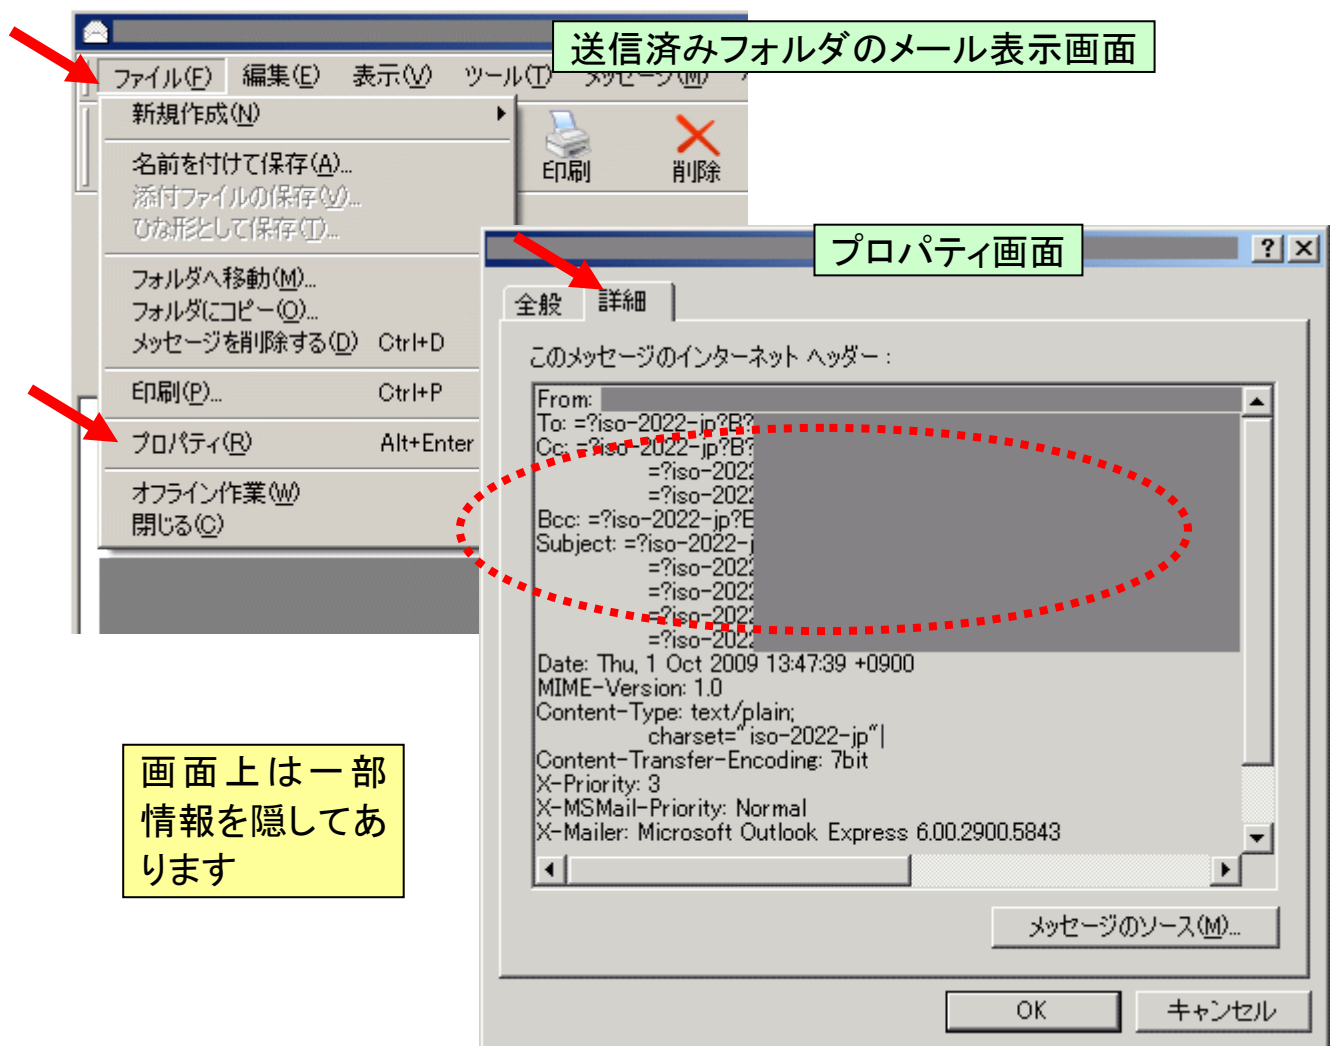 送信済みフォルダのメール表示画面
ファイル(F) 編集(E) 表示(V) ツール(T) メッセージ(M)
新規作成(N)
名前を付けて保存(A)...
添付ファイルの保存(V)...
ひな形として保存(T)...
フォルダへ移動(M)...
フォルダにコピー(O)...
メッセージを削除する(D) Ctrl+D
印刷(P)... Ctrl+P
プロパティ(R) Alt+Enter
オフライン作業(W)
閉じる(C)
印刷 削除
プロパティ画面
全般 詳細
このメッセージのインターネット ヘッダー :
From:
To: =?iso-2022-jp?B?
Cc: =?iso-2022-jp?B?
=?iso-2022
=?iso-2022
Bcc: =?iso-2022-jp?
Subject: =?iso-2022-j
=?iso-2022
=?iso-2022
=?iso-2022
=?iso-2022
Date: Thu, 1 Oct 2009 13:47:39 +0900
MIME-Version: 1.0
Content-Type: text/plain;
charset="iso-2022-jp"
Content-Transfer-Encoding: 7bit
X-Priority: 3
X-MSMail-Priority: Normal
X-Mailer: Microsoft Outlook Express 6.00.2900.5843
メッセージのソース(M)...
OK キャンセル
画面上は一部
情報を隠してあ
ります